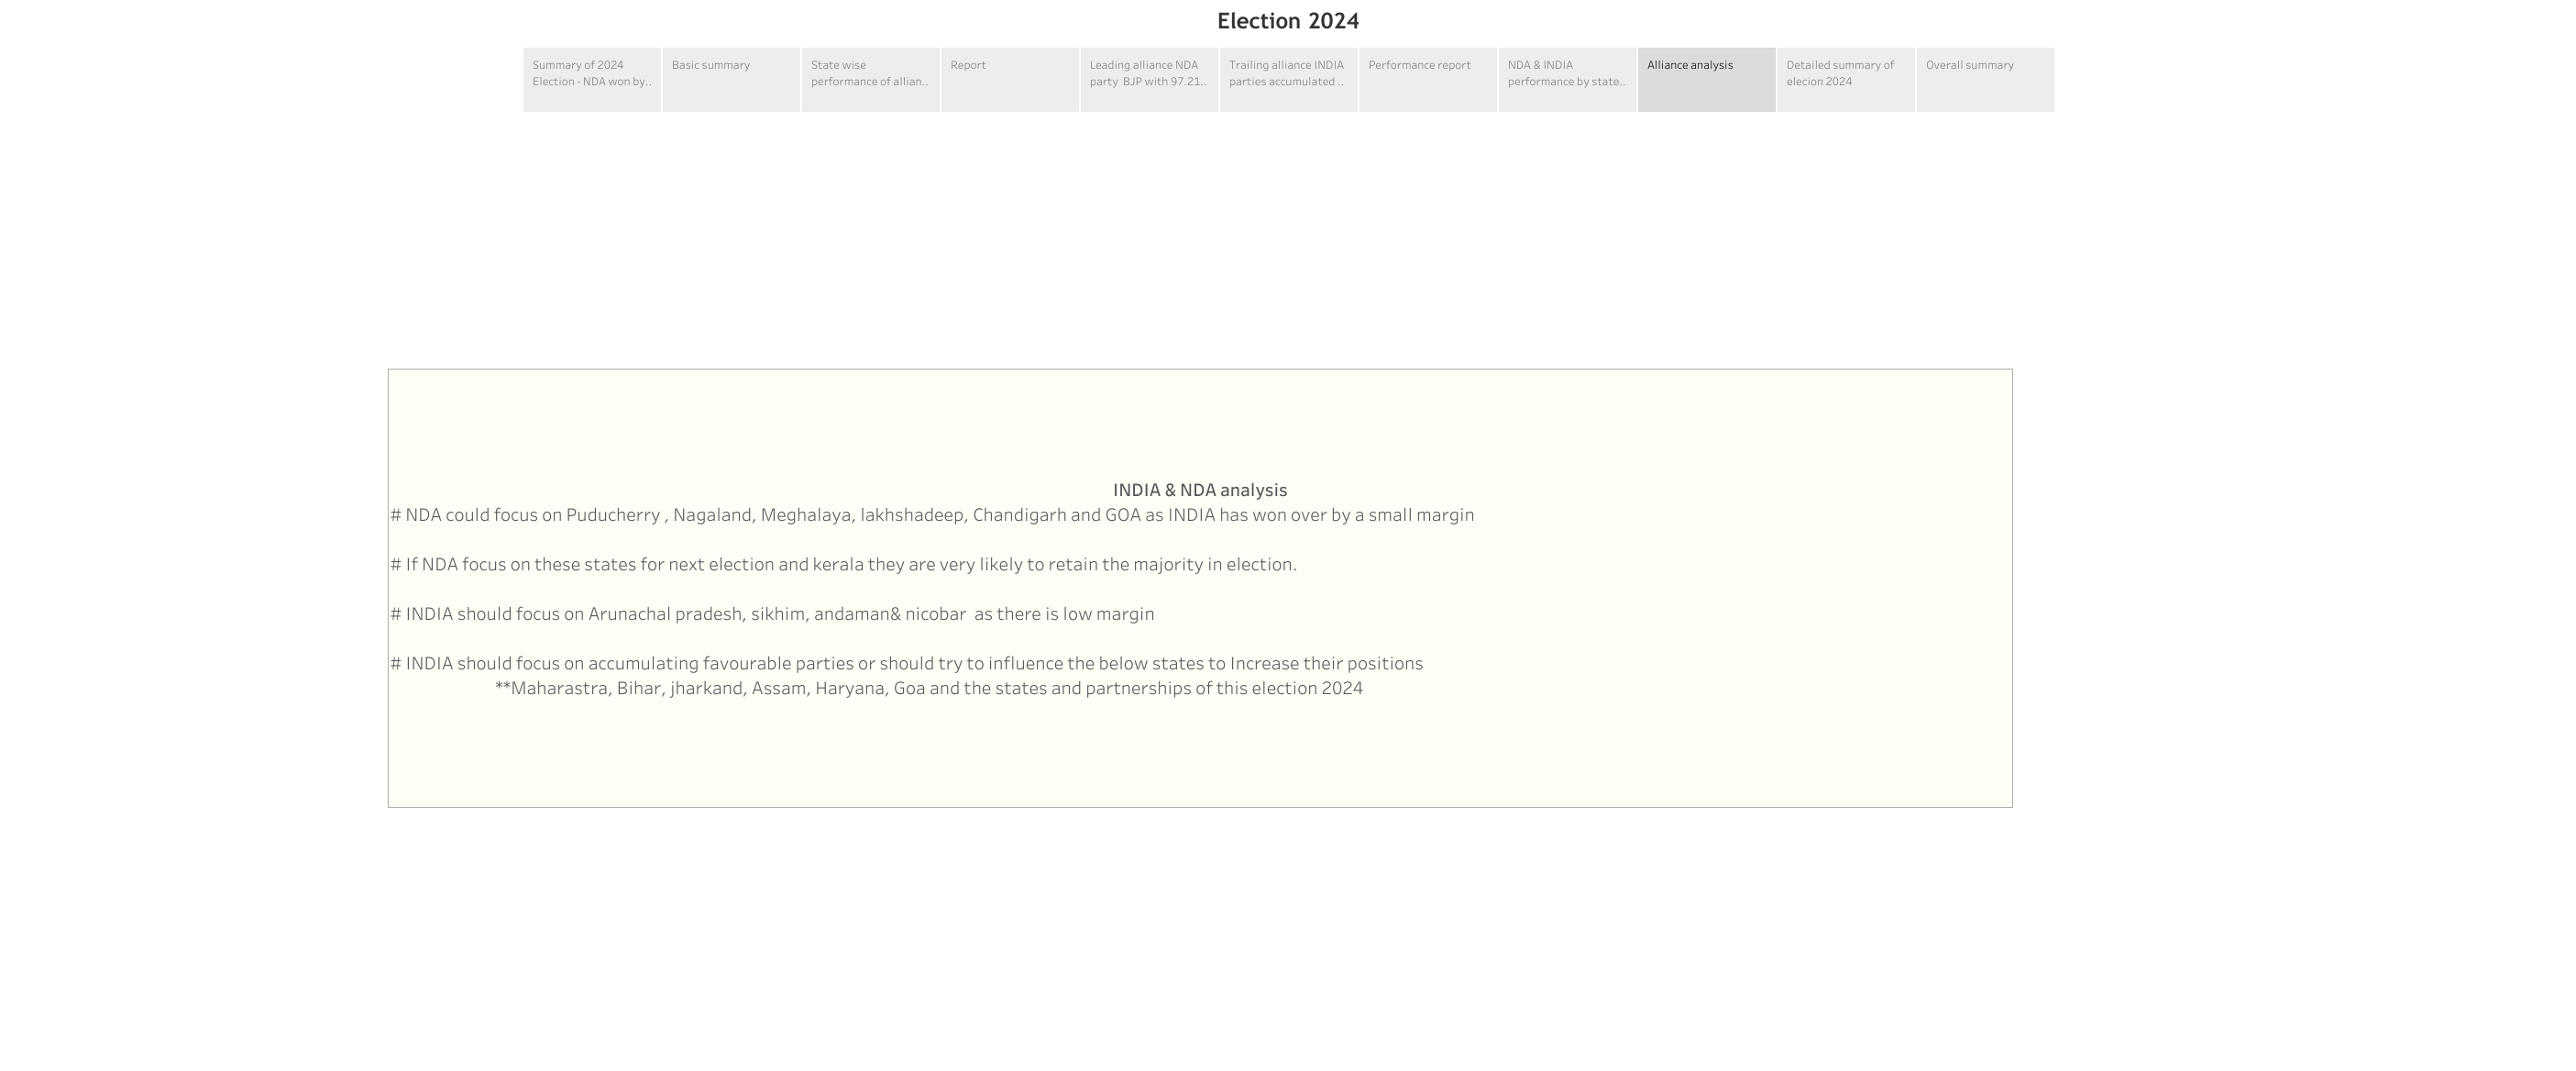 Election 2024
Summary of 2024
Election - NDA won by..
Basic summary
State wise
performance of allian..
Report
Leading alliance NDA
party  BJP with 97.21..
Trailing alliance INDIA
parties accumulated ..
Performance report
NDA & INDIA
performance by state..
Alliance analysis
Detailed summary of
elecion 2024
Overall summary
INDIA & NDA analysis
# NDA could focus on Puducherry , Nagaland, Meghalaya, lakhshadeep, Chandigarh and GOA as INDIA has won over by a small margin
# If NDA focus on these states for next election and kerala they are very likely to retain the majority in election.
# INDIA should focus on Arunachal pradesh, sikhim, andaman& nicobar  as there is low margin
# INDIA should focus on accumulating favourable parties or should try to influence the below states to Increase their positions
**Maharastra, Bihar, jharkand, Assam, Haryana, Goa and the states and partnerships of this election 2024